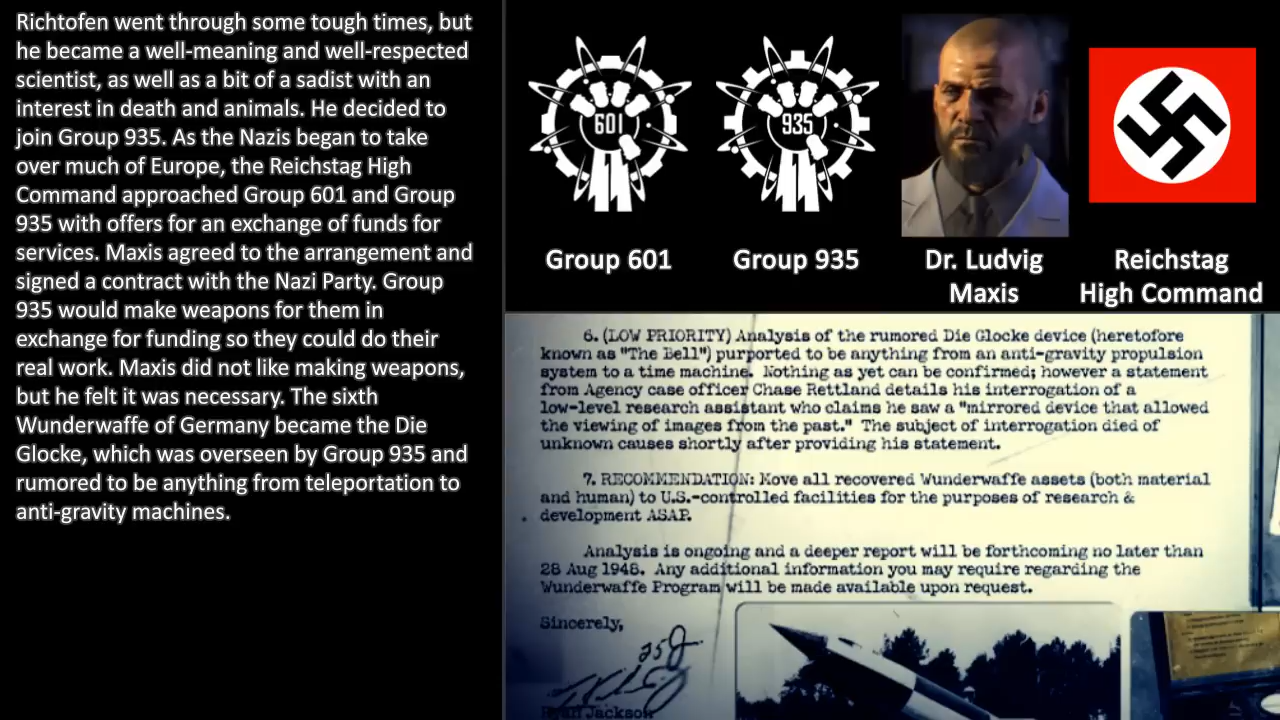 Richtofen went through some tough times, but
he became a well-meaning and well-respected
scientist, as well as a bit of a sadist with an
interest in death and animals. He decided to
join Group 935. As the Nazis began to take
over much of Europe, the Reichstag High
Command approached Group 601 and Group
935 with offers for an exchange of funds for
services. Maxis agreed to the arrangement and
signed a contract with the Nazi Party. Group
935 would make weapons for them in
exchange for funding so they could do their
real work. Maxis did not like making weapons,
but he felt it was necessary. The sixth
Wunderwaffe of Germany became the Die
Glocke, which was overseen by Group 935 and
rumored to be anything from teleportation to
anti-gravity machines.
601
935
Group 601
Group 935
Dr. Ludvig
Maxis
Reichstag
High Command
6. (LOW PRIORITY) Analysis of the rumored Die Glocke device (heretofore
known as "The Bell") purported to be anything from an anti-gravity propulsion
system to a time machine. Nothing as yet can be confirmed; however a statement
from Agency case officer Chase Rettland details his interrogation of a
low-level research assistant who claims he saw a "mirrored device that allowed
the viewing of images from the past." The subject of interrogation died of
unknown causes shortly after providing his statement.
7. RECOMMENDATION: Move all recovered Wunderwaffe assets (both material
and human) to U.S.-controlled facilities for the purposes of research &
development ASAP.
Analysis is ongoing and a deeper report will be forthcoming no later than
28 Aug 1946. Any additional information you may require regarding the
Wunderwaffe Program will be made available upon request.
Sincerely,
Ryan Jackson